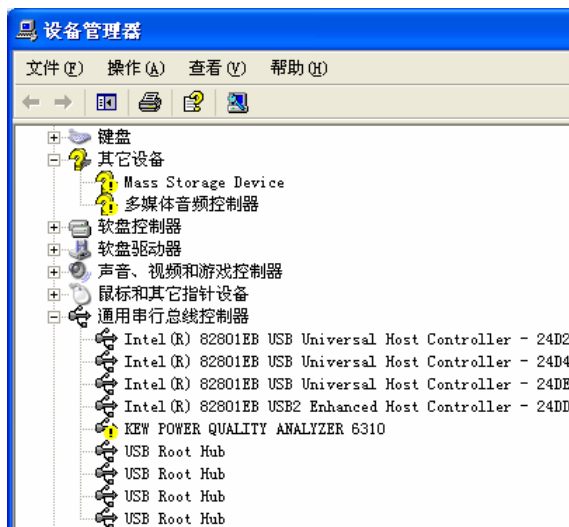 设备管理器
文件(F) 操作(A) 查看(V) 帮助(H)
键盘
其它设备
Mass Storage Device
多媒体音频控制器
软盘控制器
软盘驱动器
声音、视频和游戏控制器
鼠标和其它指针设备
通用串行总线控制器
Intel(R) 82801EB USB Universal Host Controller - 24D2
Intel(R) 82801EB USB Universal Host Controller - 24D4
Intel(R) 82801EB USB Universal Host Controller - 24DE
Intel(R) 82801EB USB2 Enhanced Host Controller - 24DD
KEW POWER QUALITY ANALYZER 6310
USB Root Hub
USB Root Hub
USB Root Hub
USB Root Hub